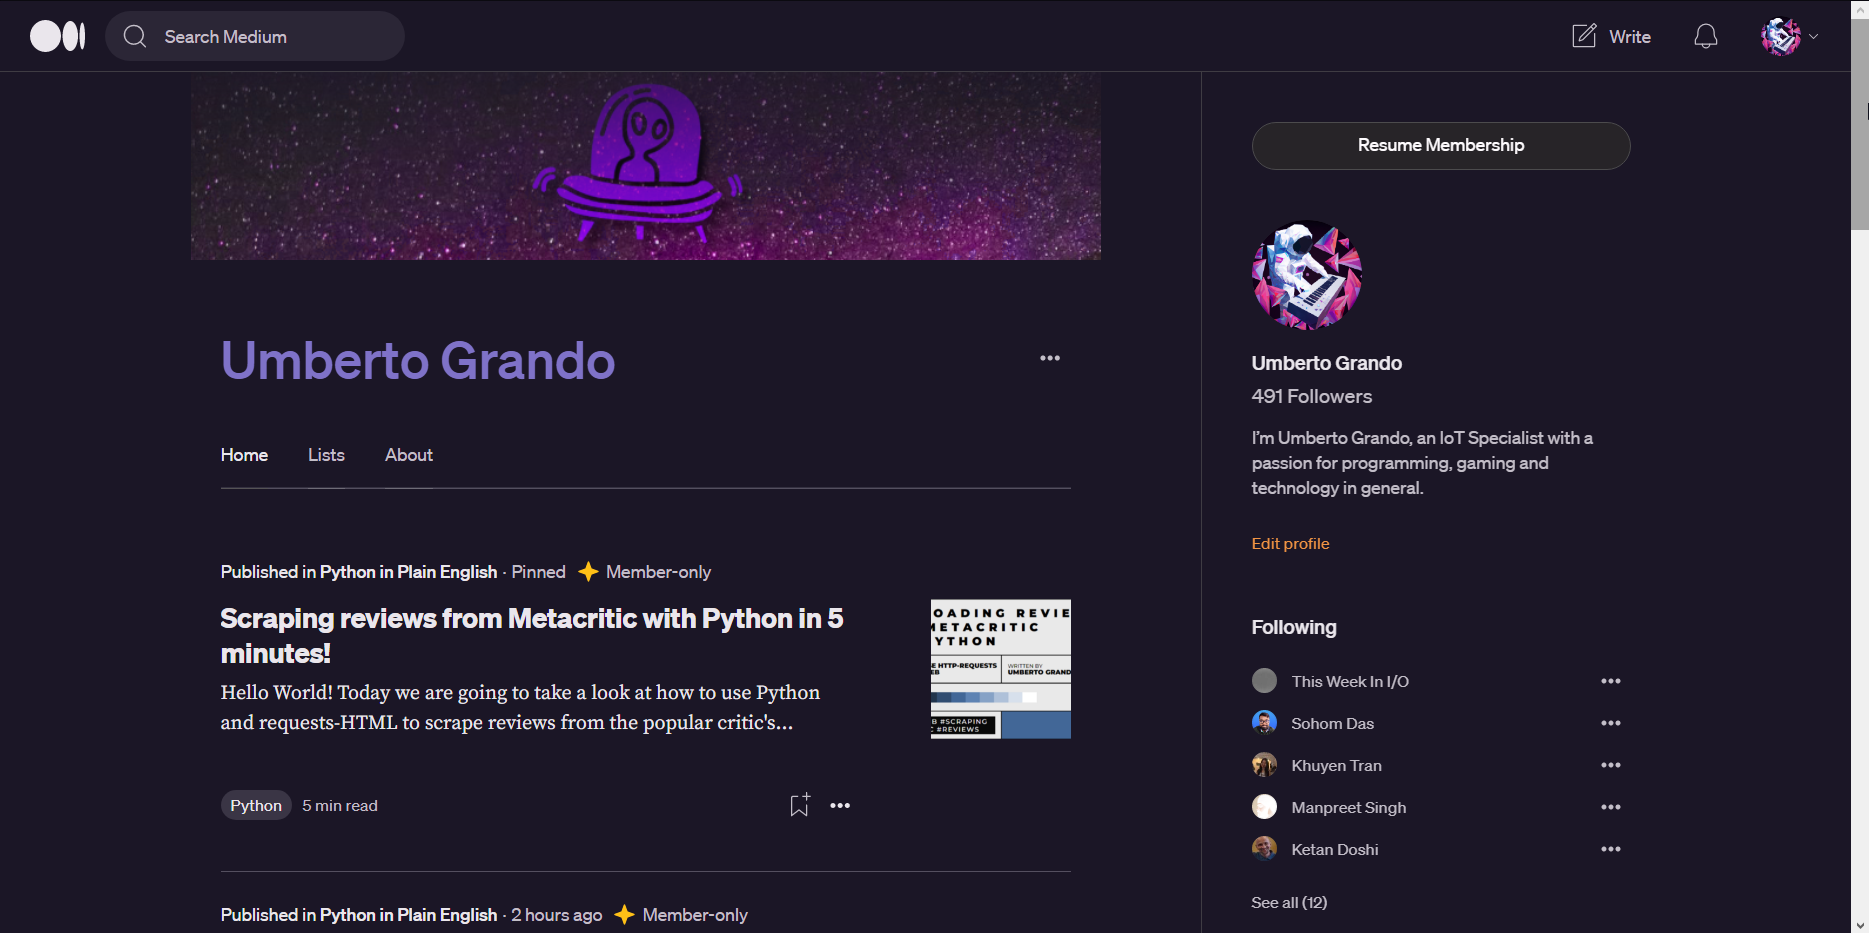 Search Medium
Write
Resume Membership
Umberto Grando
Home
Lists
About
Published in Python in Plain English · Pinned Member-only
Scraping reviews from Metacritic with Python in 5
minutes!
Hello World! Today we are going to take a look at how to use Python
and requests-HTML to scrape reviews from the popular critic's...
OADING REVIE
METACRITIC
YTHON
E HTTP-REQUESTS
EB
WRITTEN BY
UMBERTO GRAND
B #SCRAPING
C #REVIEWS
Python
5 min read
Published in Python in Plain English · 2 hours ago Member-only
Umberto Grando
491 Followers
I'm Umberto Grando, an IoT Specialist with a
passion for programming, gaming and
technology in general.
Edit profile
Following
This Week In I/O
Sohom Das
Khuyen Tran
Manpreet Singh
Ketan Doshi
See all (12)